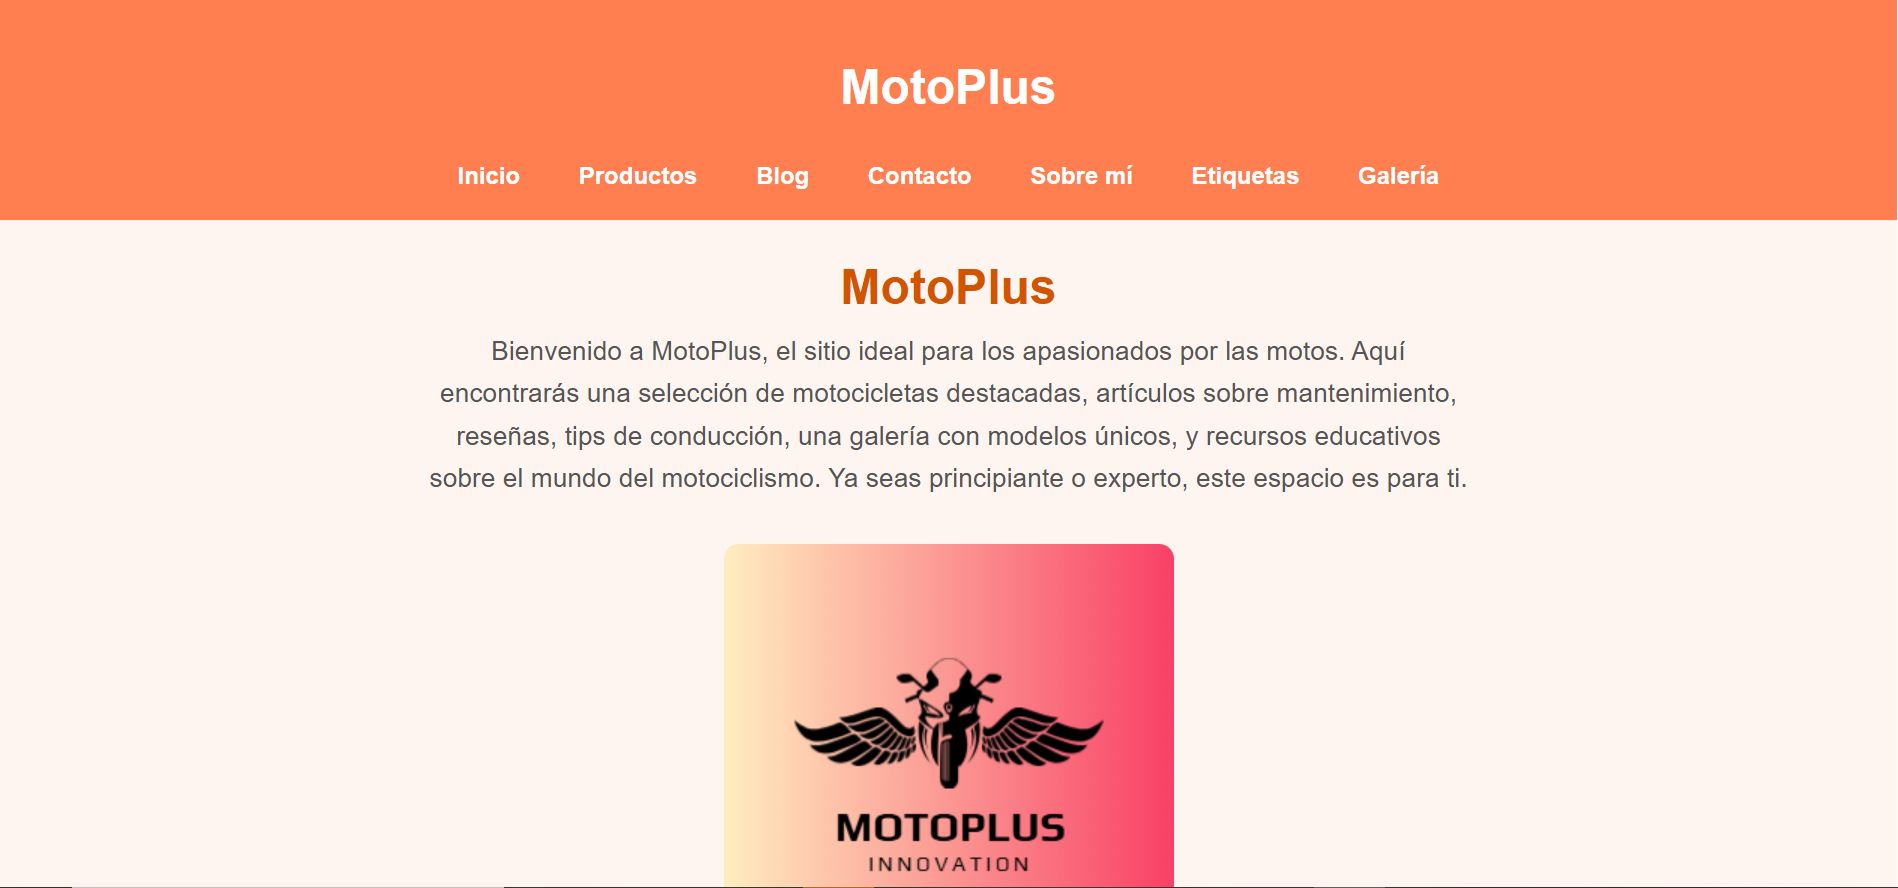 MotoPlus
Inicio Productos Blog Contacto Sobre mí Etiquetas Galería
MotoPlus
Bienvenido a MotoPlus, el sitio ideal para los apasionados por las motos. Aquí
encontrarás una selección de motocicletas destacadas, artículos sobre mantenimiento,
reseñas, tips de conducción, una galería con modelos únicos, y recursos educativos
sobre el mundo del motociclismo. Ya seas principiante o experto, este espacio es para ti.
MOTOPLUS
INNOVATION